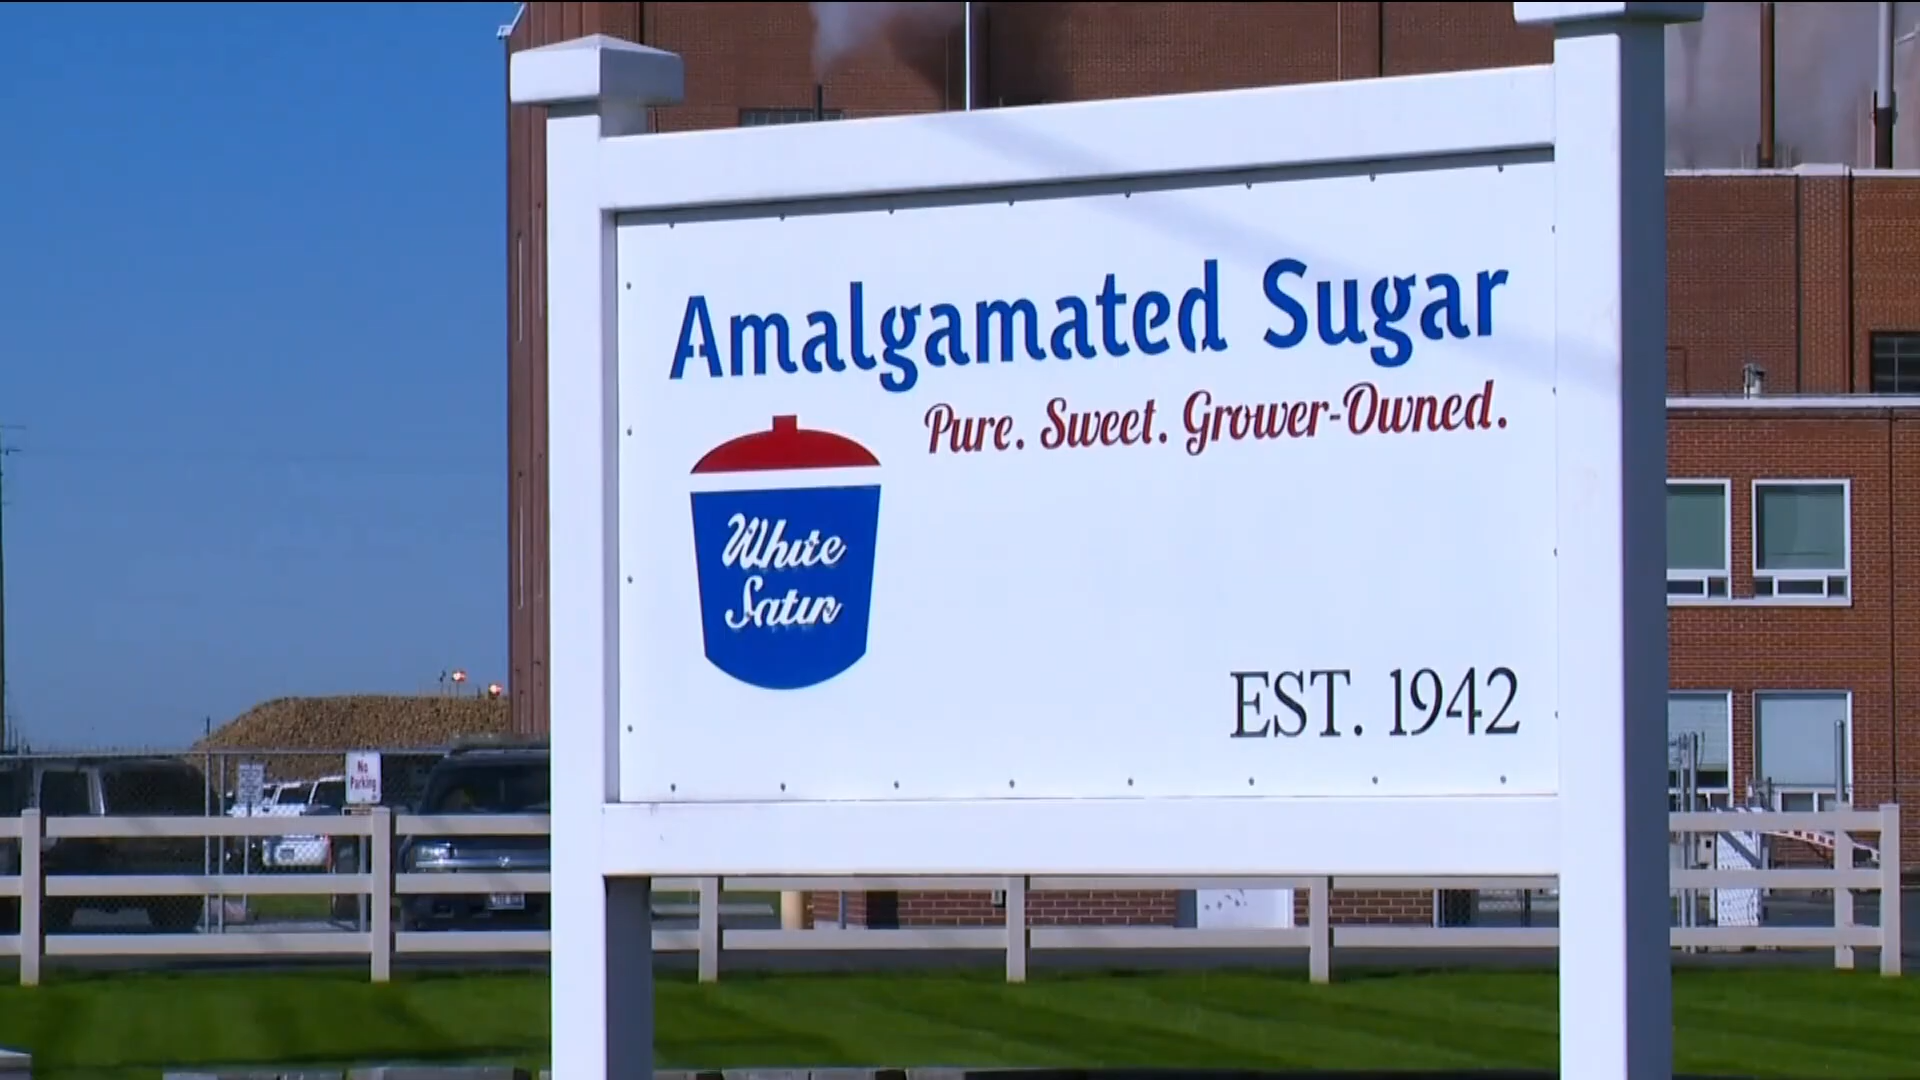 Amalgamated Sugar
Pure. Sweet. Grower-Owned.
White
Satin
EST. 1942
No
Parking